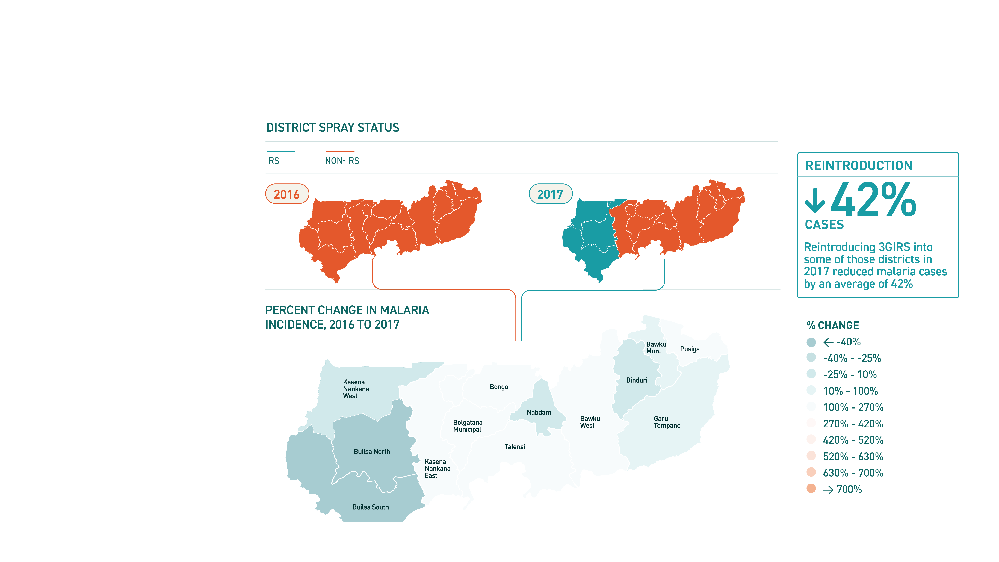 DISTRICT SPRAY STATUS
IRS
NON-IRS
2016
2017
REINTRODUCTION
↓42%
CASES
Reintroducing 3GIRS into
some of those districts in
2017 reduced malaria cases
by an average of 42%
PERCENT CHANGE IN MALARIA
INCIDENCE, 2016 TO 2017
Kasena
Nankana
West
Builsa North
Builsa South
Kasena
Nankana
East
Bolgatana
Municipal
Bongo
Nabdam
Talensi
Bawku
West
Binduri
Bawku
Mun.
Pusiga
Garu
Tempane
% CHANGE
← -40%
-40% - -25%
-25% - 10%
10% - 100%
100% - 270%
270% - 420%
420% - 520%
520% - 630%
630% - 700%
→ 700%